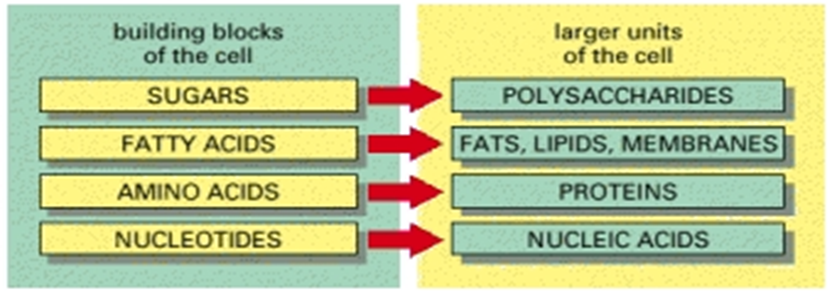 building blocks
of the cell
larger units
of the cell
SUGARS
POLYSACCHARIDES
FATTY ACIDS
FATS, LIPIDS, MEMBRANES
AMINO ACIDS
PROTEINS
NUCLEOTIDES
NUCLEIC ACIDS